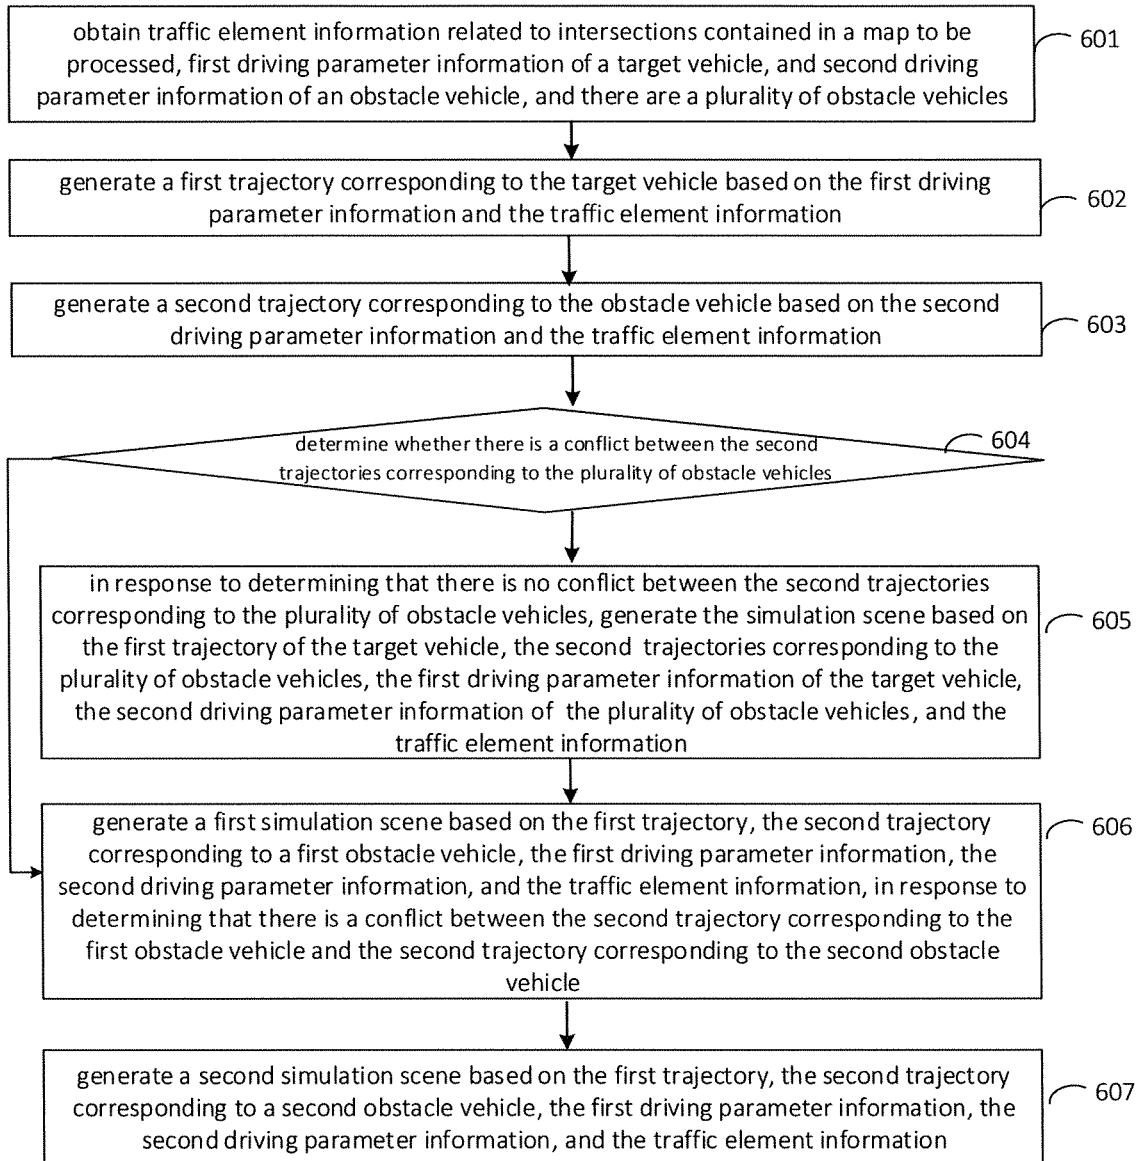 obtain traffic element information related to intersections contained in a map to be
processed, first driving parameter information of a target vehicle, and second driving
parameter information of an obstacle vehicle, and there are a plurality of obstacle vehicles
601
generate a first trajectory corresponding to the target vehicle based on the first driving
parameter information and the traffic element information
602
generate a second trajectory corresponding to the obstacle vehicle based on the second
driving parameter information and the traffic element information
603
determine whether there is a conflict between the second
trajectories corresponding to the plurality of obstacle vehicles
604
in response to determining that there is no conflict between the second trajectories
corresponding to the plurality of obstacle vehicles, generate the simulation scene based on
the first trajectory of the target vehicle, the second trajectories corresponding to the
plurality of obstacle vehicles, the first driving parameter information of the target vehicle,
the second driving parameter information of the plurality of obstacle vehicles, and the
traffic element information
605
generate a first simulation scene based on the first trajectory, the second trajectory
corresponding to a first obstacle vehicle, the first driving parameter information, the
second driving parameter information, and the traffic element information, in response to
determining that there is a conflict between the second trajectory corresponding to the
first obstacle vehicle and the second trajectory corresponding to the second obstacle
vehicle
606
generate a second simulation scene based on the first trajectory, the second trajectory
corresponding to a second obstacle vehicle, the first driving parameter information, the
second driving parameter information, and the traffic element information
607